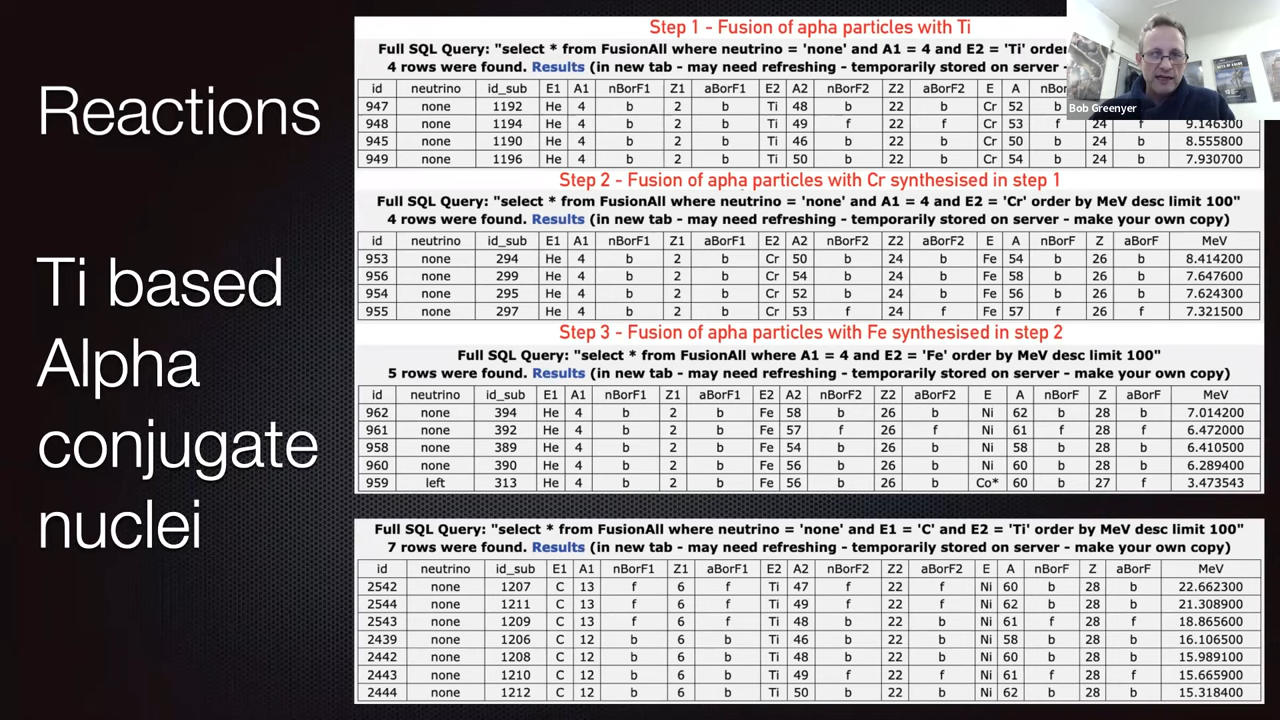 Reactions
Ti based
Alpha
conjugate
nuclei
Step 1 - Fusion of apha particles with Ti
Full SQL Query: "select * from FusionAll where neutrino = 'none' and A1 = 4 and E2 = 'Ti'
4 rows were found. Results (in new tab - may need refreshing - temporarily stored on server -
id neutrino id_sub E1 A1 nBorF1 Z1 aBorF1 E2 A2 nBorF2 Z2 aBorF2 E A
947 none 1192 He 4 b 2 b Ti 48 b 22 b Cr 52 b
948 none 1194 He 4 b 2 b Ti 49 f 22 f Cr 53 f 24 f 9.146300
945 none 1190 He 4 b 2 b Ti 46 b 22 b Cr 50 b 24 b 8.555800
949 none 1196 He 4 b 2 b Ti 50 b 22 b Cr 54 b 24 b 7.930700
Bob Greenyer
Step 2 - Fusion of apha particles with Cr synthesised in step 1
Full SQL Query: "select * from FusionAll where neutrino = 'none' and A1 = 4 and E2 = 'Cr' order by MeV desc limit 100"
4 rows were found. Results (in new tab - may need refreshing - temporarily stored on server - make your own copy)
id neutrino id_sub E1 A1 nBorF1 Z1 aBorF1 E2 A2 nBorF2 Z2 aBorF2 E A nBorF Z aBorF MeV
953 none 294 He 4 b 2 b Cr 50 b 24 b Fe 54 b 26 b 8.414200
956 none 299 He 4 b 2 b Cr 54 b 24 b Fe 58 b 26 b 7.647600
954 none 295 He 4 b 2 b Cr 52 b 24 b Fe 56 b 26 b 7.624300
955 none 297 He 4 b 2 b Cr 53 f 24 f Fe 57 f 26 f 7.321500
Step 3 - Fusion of apha particles with Fe synthesised in step 2
Full SQL Query: "select * from FusionAll where A1 = 4 and E2 = 'Fe' order by MeV desc limit 100"
5 rows were found. Results (in new tab - may need refreshing - temporarily stored on server - make your own copy)
id neutrino id_sub E1 A1 nBorF1 Z1 aBorF1 E2 A2 nBorF2 Z2 aBorF2 E A nBorF Z aBorF MeV
962 none 394 He 4 b 2 b Fe 58 b 26 b Ni 62 b 28 b 7.014200
961 none 392 He 4 b 2 b Fe 57 f 26 f Ni 61 f 28 f 6.472000
958 none 389 He 4 b 2 b Fe 54 b 26 b Ni 58 b 28 b 6.410500
960 none 390 He 4 b 2 b Fe 56 b 26 b Ni 60 b 28 b 6.289400
959 left 313 He 4 b 2 b Fe 56 b 26 b Co* 60 b 27 f 3.473543
Full SQL Query: "select * from FusionAll where neutrino = 'none' and E1 = 'C' and E2 = 'Ti' order by MeV desc limit 100"
7 rows were found. Results (in new tab - may need refreshing - temporarily stored on server - make your own copy)
id neutrino id_sub E1 A1 nBorF1 Z1 aBorF1 E2 A2 nBorF2 Z2 aBorF2 E A nBorF Z aBorF MeV
2542 none 1207 C 13 f 6 f Ti 47 f 22 f Ni 60 b 28 b 22.662300
2544 none 1211 C 13 f 6 f Ti 49 f 22 f Ni 62 b 28 b 21.308900
2543 none 1209 C 13 f 6 f Ti 48 b 22 b Ni 61 f 28 f 18.865600
2439 none 1206 C 12 b 6 b Ti 46 b 22 b Ni 58 b 28 b 16.106500
2442 none 1208 C 12 b 6 b Ti 48 b 22 b Ni 60 b 28 b 15.989100
2443 none 1210 C 12 b 6 b Ti 49 f 22 f Ni 61 f 28 f 15.665900
2444 none 1212 C 12 b 6 b Ti 50 b 22 b Ni 62 b 28 b 15.318400